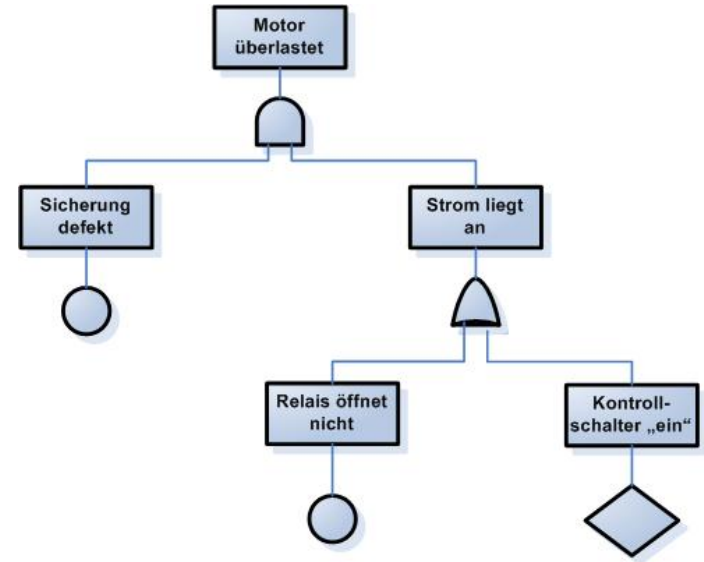 Motor
überlastet
Sicherung
defekt
Strom liegt
an
Relais öffnet
nicht
Kontroll-
schalter „ein“